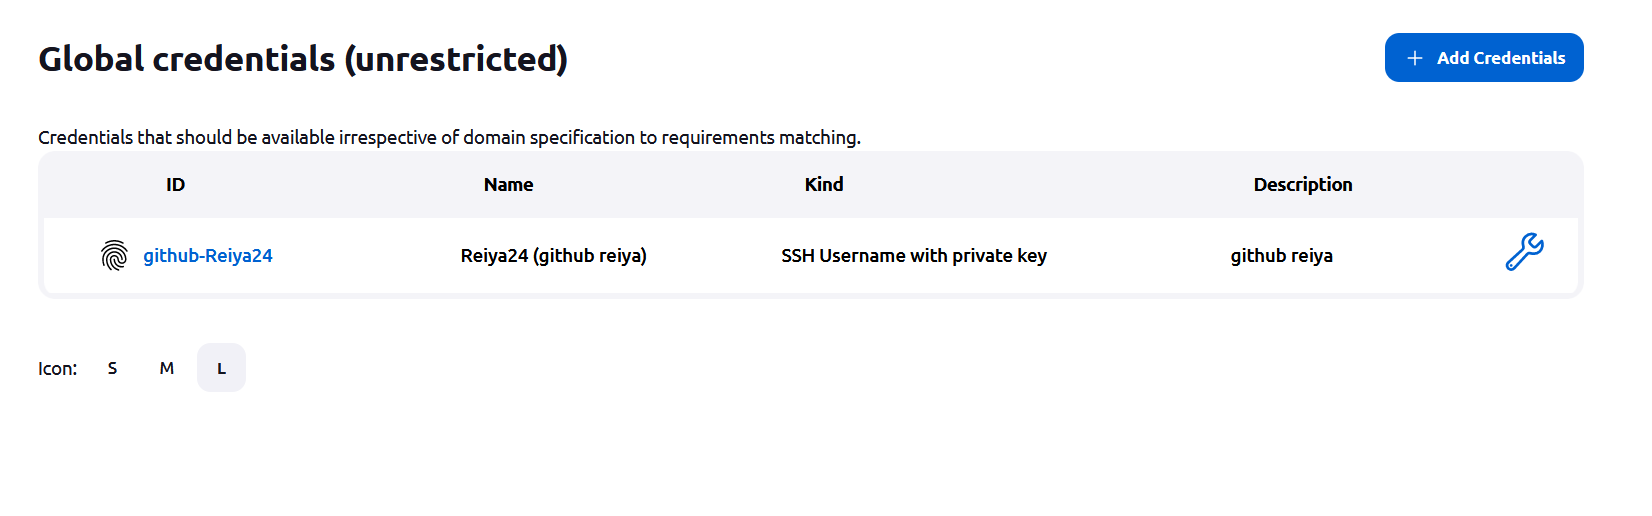 Global credentials (unrestricted)
+ Add Credentials
Credentials that should be available irrespective of domain specification to requirements matching.
ID Name Kind Description
github-Reiya24 Reiya24 (github reiya) SSH Username with private key github reiya
Icon: S M L